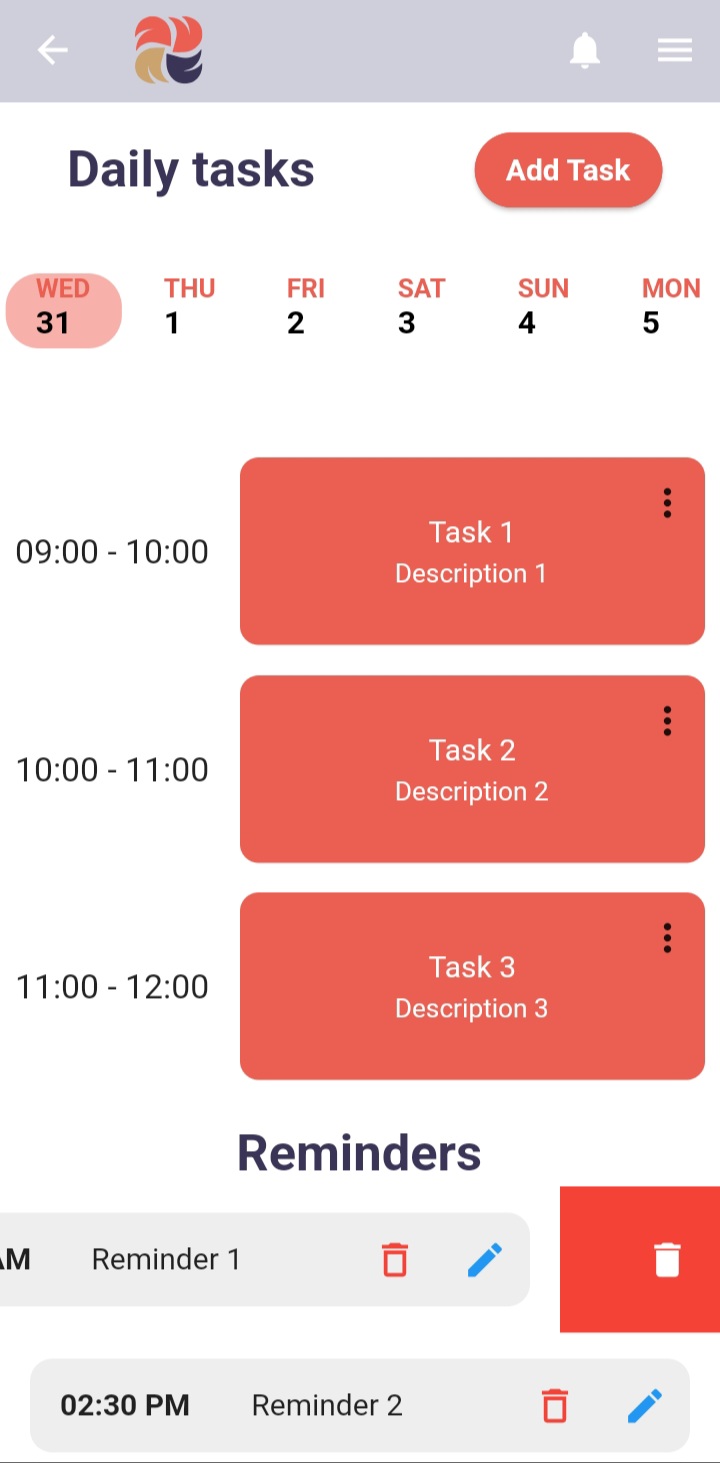 Daily tasks
Add Task
WED THU FRI SAT SUN MON
31 1 2 3 4 5
09:00 - 10:00
Task 1
Description 1
10:00 - 11:00
Task 2
Description 2
11:00 - 12:00
Task 3
Description 3
Reminders
AM Reminder 1
02:30 PM Reminder 2